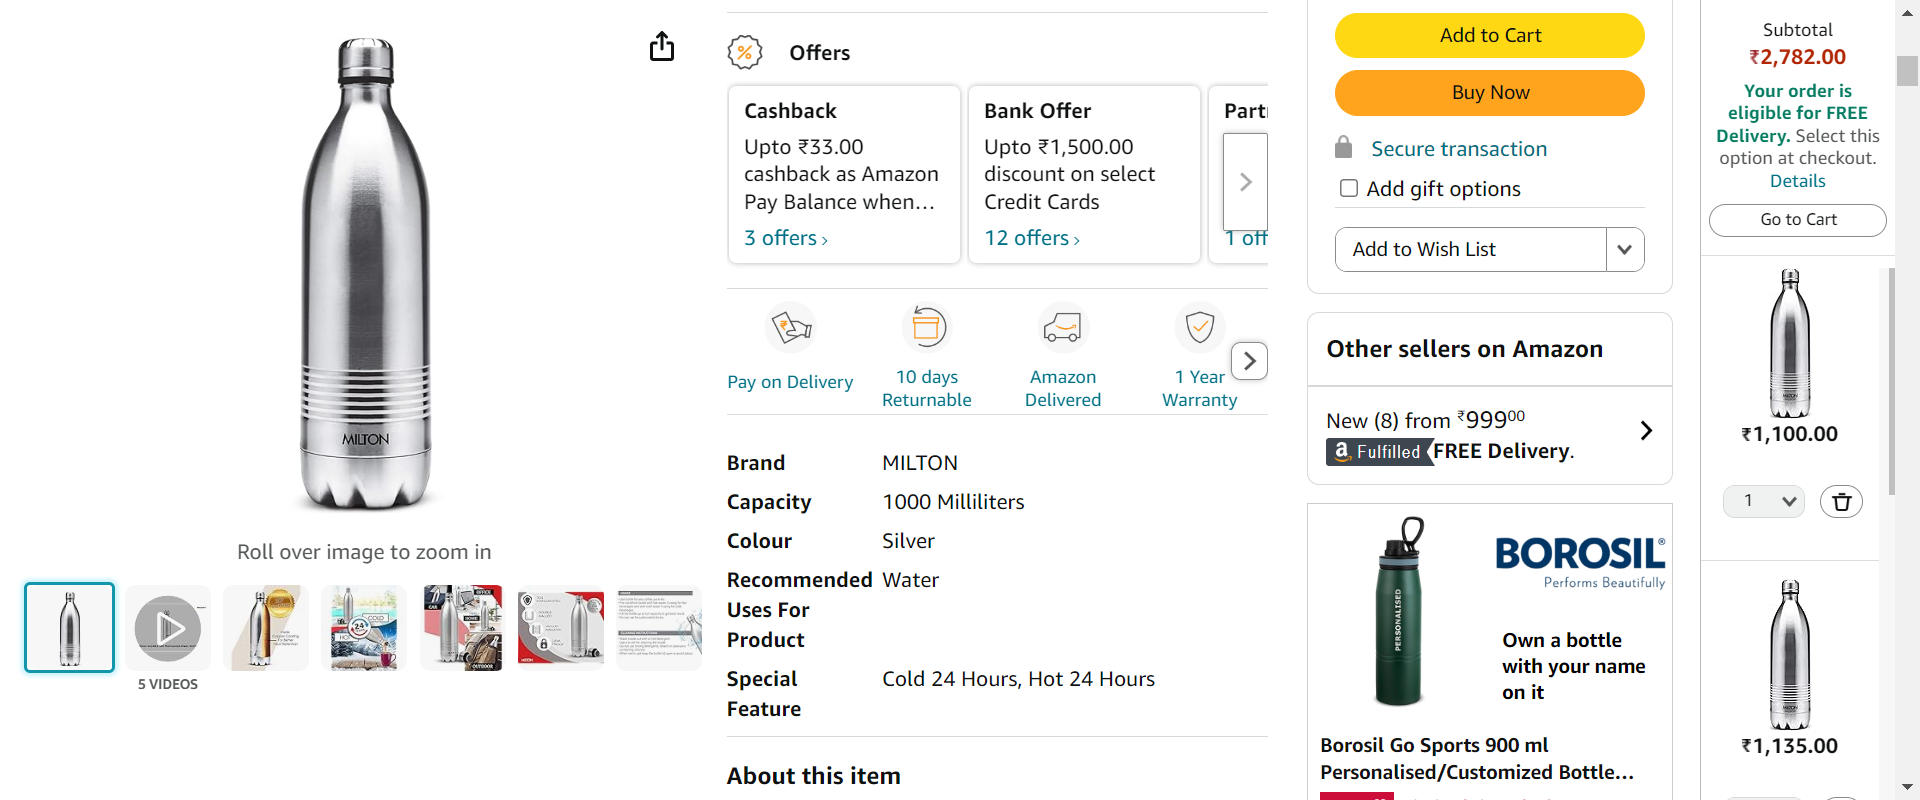 MILTON
Roll over image to zoom in
5 VIDEOS
Offers
Cashback
Upto ₹33.00
cashback as Amazon
Pay Balance when…
3 offers ›
Bank Offer
Upto ₹1,500.00
discount on select
Credit Cards
12 offers ›
Part
1 off
Pay on Delivery
10 days
Returnable
Amazon
Delivered
1 Year
Warranty
Brand MILTON
Capacity 1000 Milliliters
Colour Silver
Recommended Water
Uses For
Product
Special Cold 24 Hours, Hot 24 Hours
Feature
About this item
Add to Cart
Buy Now
Secure transaction
Add gift options
Add to Wish List
Other sellers on Amazon
New (8) from ₹999⁰⁰
a Fulfilled FREE Delivery.
BOROSIL®
Performs Beautifully
PERSONALISED
Own a bottle
with your name
on it
Borosil Go Sports 900 ml
Personalised/Customized Bottle…
Subtotal
₹2,782.00
Your order is
eligible for FREE
Delivery. Select this
option at checkout.
Details
Go to Cart
MILTON
₹1,100.00
1
MILTON
₹1,135.00